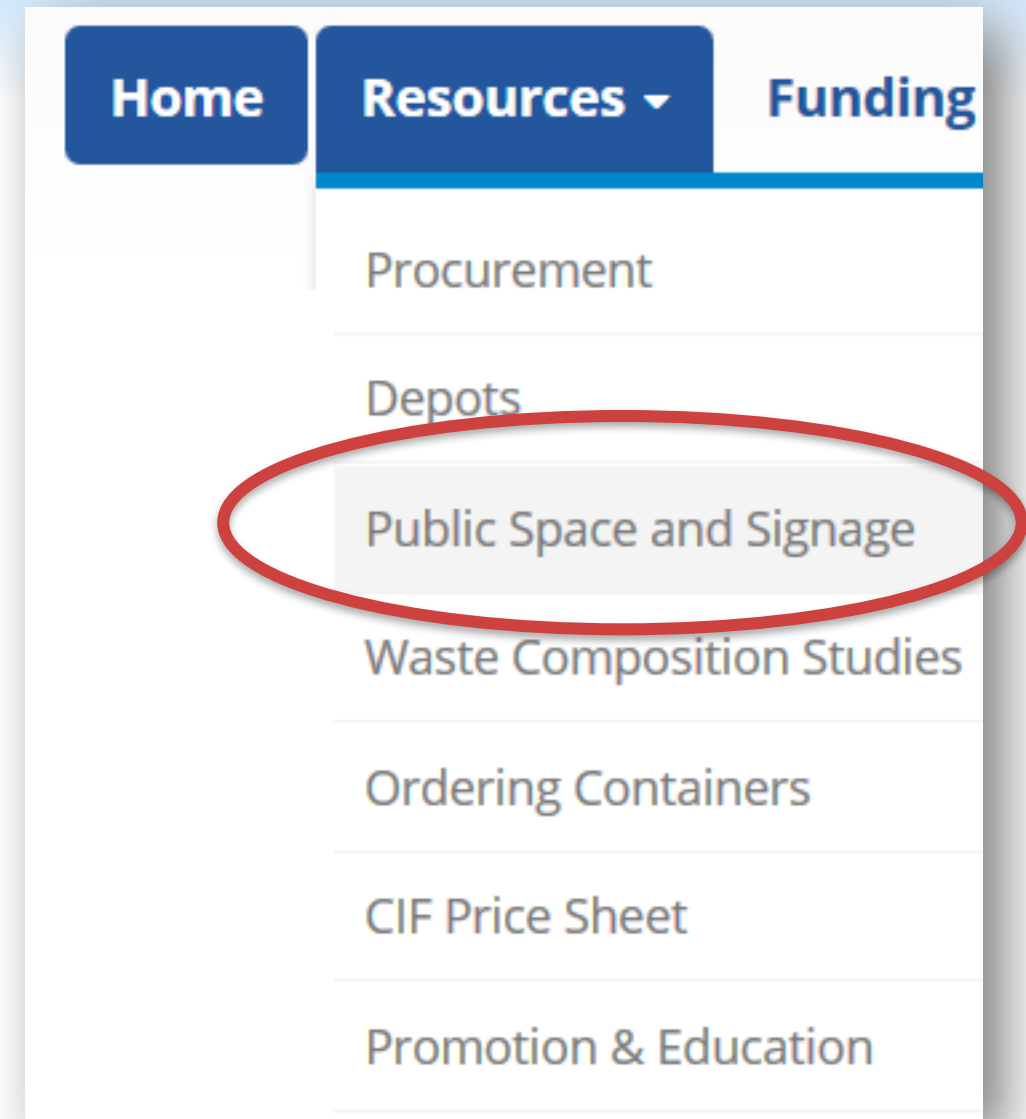 Home Resources Funding
Procurement
Depots
Public Space and Signage
Waste Composition Studies
Ordering Containers
CIF Price Sheet
Promotion & Education